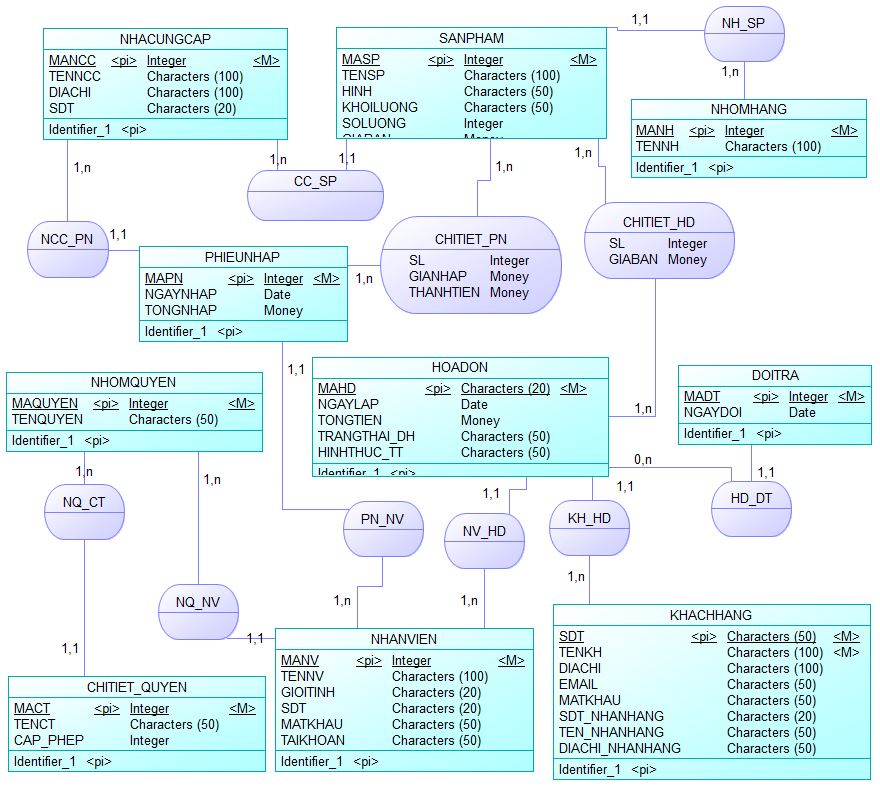 NHACUNGCAP
MANCC <pi> Integer <M>
TENNCC Characters (100)
DIACHI Characters (100)
SDT Characters (20)
Identifier_1 <pi>
SANPHAM
MASP <pi> Integer <M>
TENSP Characters (100)
HINH Characters (50)
KHOILUONG Characters (50)
SOLUONG Integer
GIABAN Money
1,1
NH_SP
1,n
NHOMHANG
MANH <pi> Integer <M>
TENNH Characters (100)
Identifier_1 <pi>
1,n
1,n
1,1
CC_SP
1,n
1,n
NCC_PN
1,1
PHIEUNHAP
MAPN <pi> Integer <M>
NGAYNHAP Date
TONGNHAP Money
Identifier_1 <pi>
1,n
CHITIET_PN
SL Integer
GIANHAP Money
THANHTIEN Money
CHITIET_HD
SL Integer
GIABAN Money
1,1
1,n
NHOMQUYEN
MAQUYEN <pi> Integer <M>
TENQUYEN Characters (50)
Identifier_1 <pi>
HOADON
MAHD <pi> Characters (20) <M>
NGAYLAP Date
TONGTIEN Money
TRANGTHAI_DH Characters (50)
HINHTHUC_TT Characters (50)
Identifier_1 <pi>
DOITRA
MADT <pi> Integer <M>
NGAYDOI Date
Identifier_1 <pi>
1,n
1,n
0,n
1,1
1,1
1,1
NQ_CT
PN_NV
NV_HD
KH_HD
HD_DT
NQ_NV
1,n
1,n
1,n
1,1
1,1
CHITIET_QUYEN
MACT <pi> Integer <M>
TENCT Characters (50)
CAP_PHEP Integer
Identifier_1 <pi>
NHANVIEN
MANV <pi> Integer <M>
TENNV Characters (100)
GIOITINH Characters (20)
SDT Characters (20)
MATKHAU Characters (50)
TAIKHOAN Characters (50)
Identifier_1 <pi>
KHACHHANG
SDT <pi> Characters (50) <M>
TENKH Characters (100) <M>
DIACHI Characters (100)
EMAIL Characters (50)
MATKHAU Characters (50)
SDT_NHANHANG Characters (20)
TEN_NHANHANG Characters (50)
DIACHI_NHANHANG Characters (50)
Identifier_1 <pi>